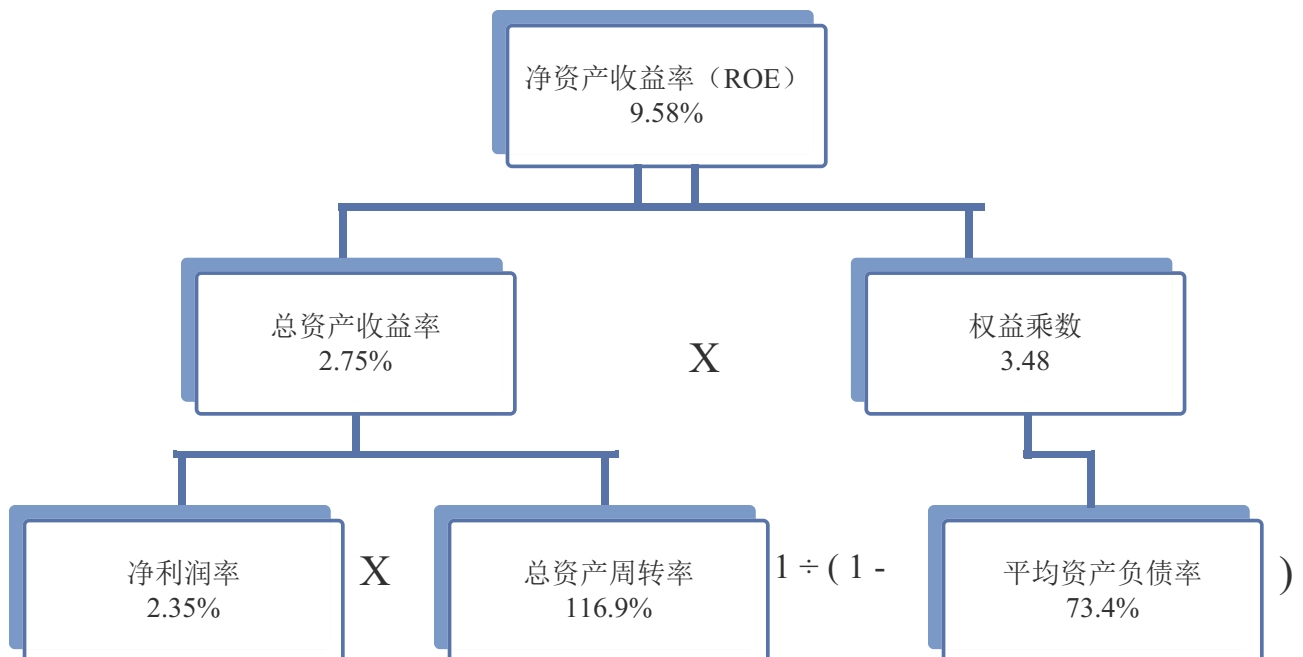 净资产收益率（ROE）
9.58%
总资产收益率
2.75%
X
权益乘数
3.48
净利润率
2.35%
X
总资产周转率
116.9%
1 ÷ ( 1 -
平均资产负债率
73.4%
)